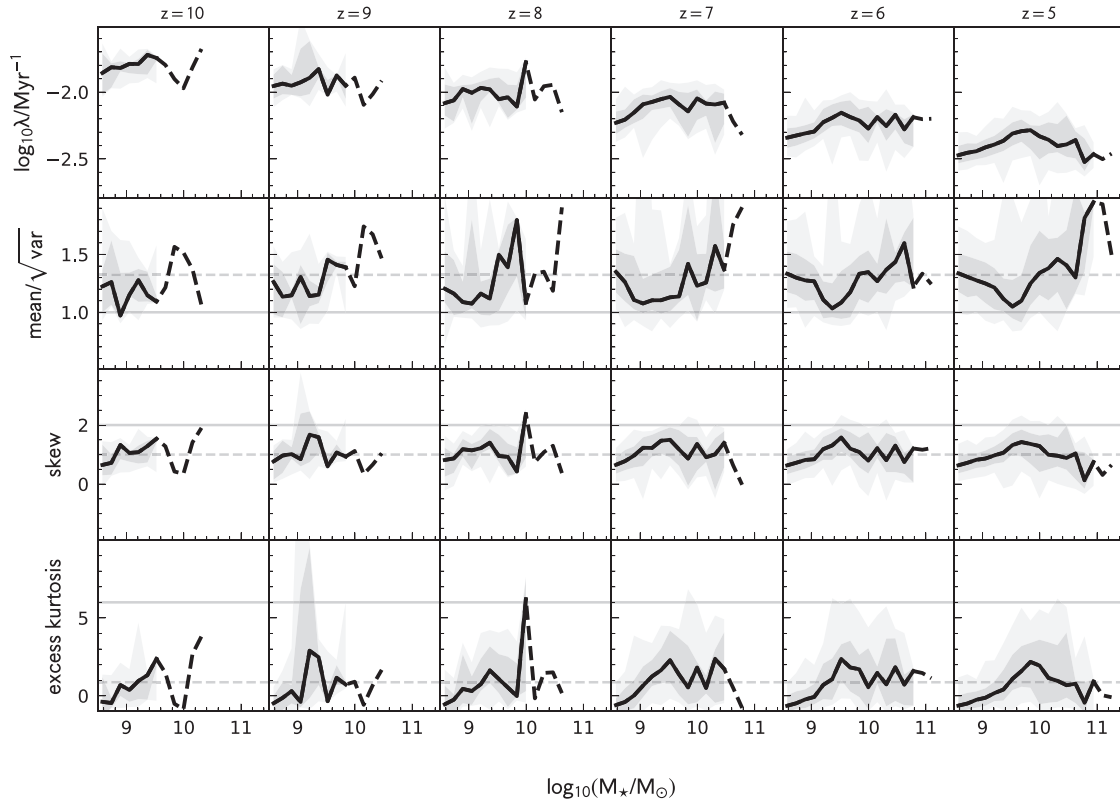 z=10 z=9 z=8 z=7 z=6 z=5
log₁₀λ/Myr⁻¹
−2.0
−2.5
mean/√var
1.5
1.0
skew
2
0
excess kurtosis
5
0
9 10 11 9 10 11 9 10 11 9 10 11 9 10 11 9 10 11
log₁₀(M⋆/M⊙)